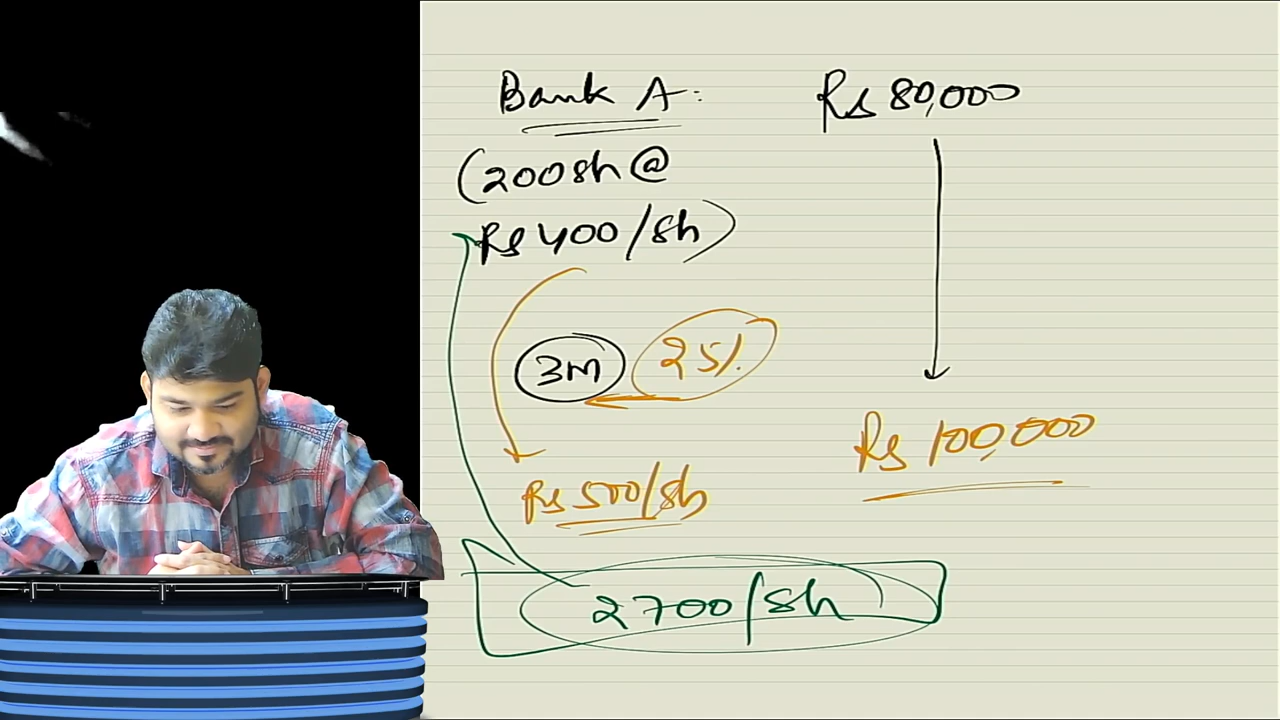 Bank A:
Rs 80,000
(200sh @
Rs 400/sh)
3m 25%
Rs 100,000
Rs 500/sh
2700/sh